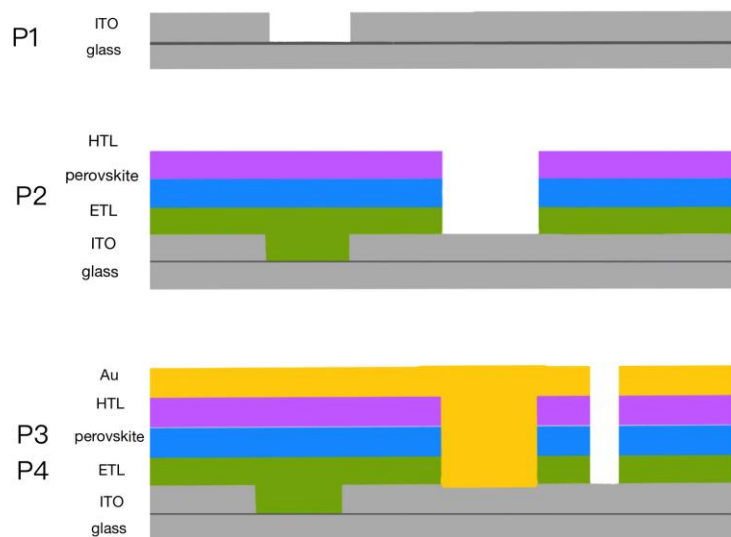 P1
ITO
glass
P2
HTL
perovskite
ETL
ITO
glass
P3
P4
Au
HTL
perovskite
ETL
ITO
glass